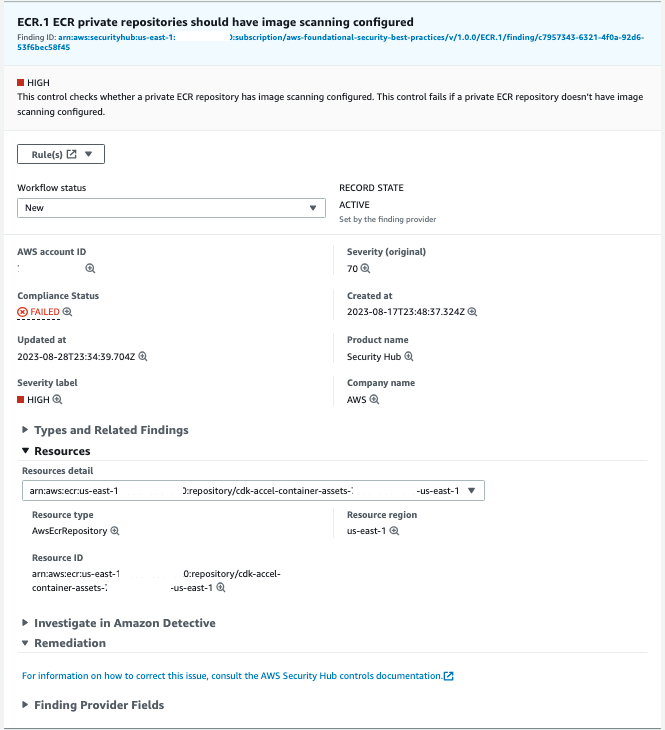 ECR.1 ECR private repositories should have image scanning configured
Finding ID: arn:aws:securityhub:us-east-1: ):subscription/aws-foundational-security-best-practices/v/1.0.0/ECR.1/finding/c7957343-6321-4f0a-92d6-
53f6bec58f45
HIGH
This control checks whether a private ECR repository has image scanning configured. This control fails if a private ECR repository doesn't have image
scanning configured.
Rule(s)
Workflow status
New
RECORD STATE
ACTIVE
Set by the finding provider
AWS account ID
Severity (original)
70
Compliance Status
FAILED
Created at
2023-08-17T23:48:37.324Z
Updated at
2023-08-28T23:34:39.704Z
Product name
Security Hub
Severity label
HIGH
Company name
AWS
Types and Related Findings
Resources
Resources detail
arn:aws:ecr:us-east-1 ):repository/cdk-accel-container-assets- -us-east-1
Resource type
AwsEcrRepository
Resource region
us-east-1
Resource ID
arn:aws:ecr:us-east-1 0:repository/cdk-accel-
container-assets- -us-east-1
Investigate in Amazon Detective
Remediation
For information on how to correct this issue, consult the AWS Security Hub controls documentation.
Finding Provider Fields